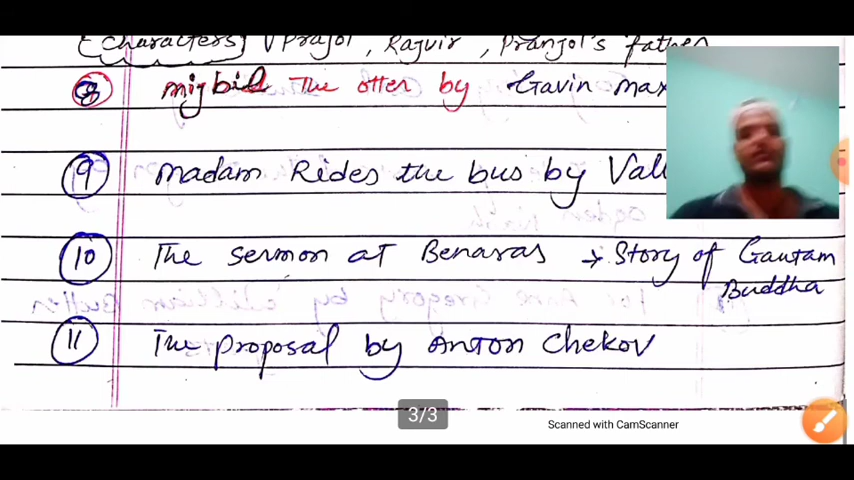 (characters) Prajol, Rajvir, Pranjol's father
8 mijbil The otter by Gavin max
9 madam Rides the bus by Vall
10 The sermon at Benaras → Story of Gautam
Buddha
11 The proposal by Anton Chekov
3/3
Scanned with CamScanner